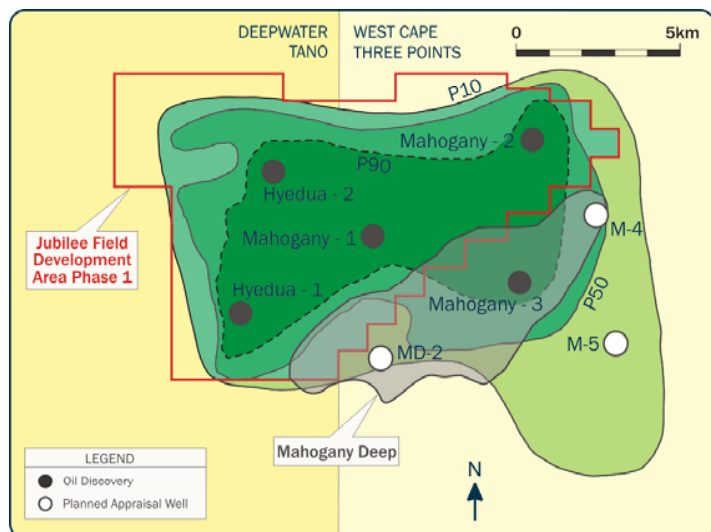 DEEPWATER
TANO
WEST CAPE
THREE POINTS
0
5km
P10
Mahogany - 2
P90
Hyedua - 2
M-4
Mahogany - 1
Jubilee Field
Development
Area Phase 1
Hyedua - 1
Mahogany - 3
P50
MD-2
M-5
Mahogany Deep
LEGEND
Oil Discovery
Planned Appraisal Well
N